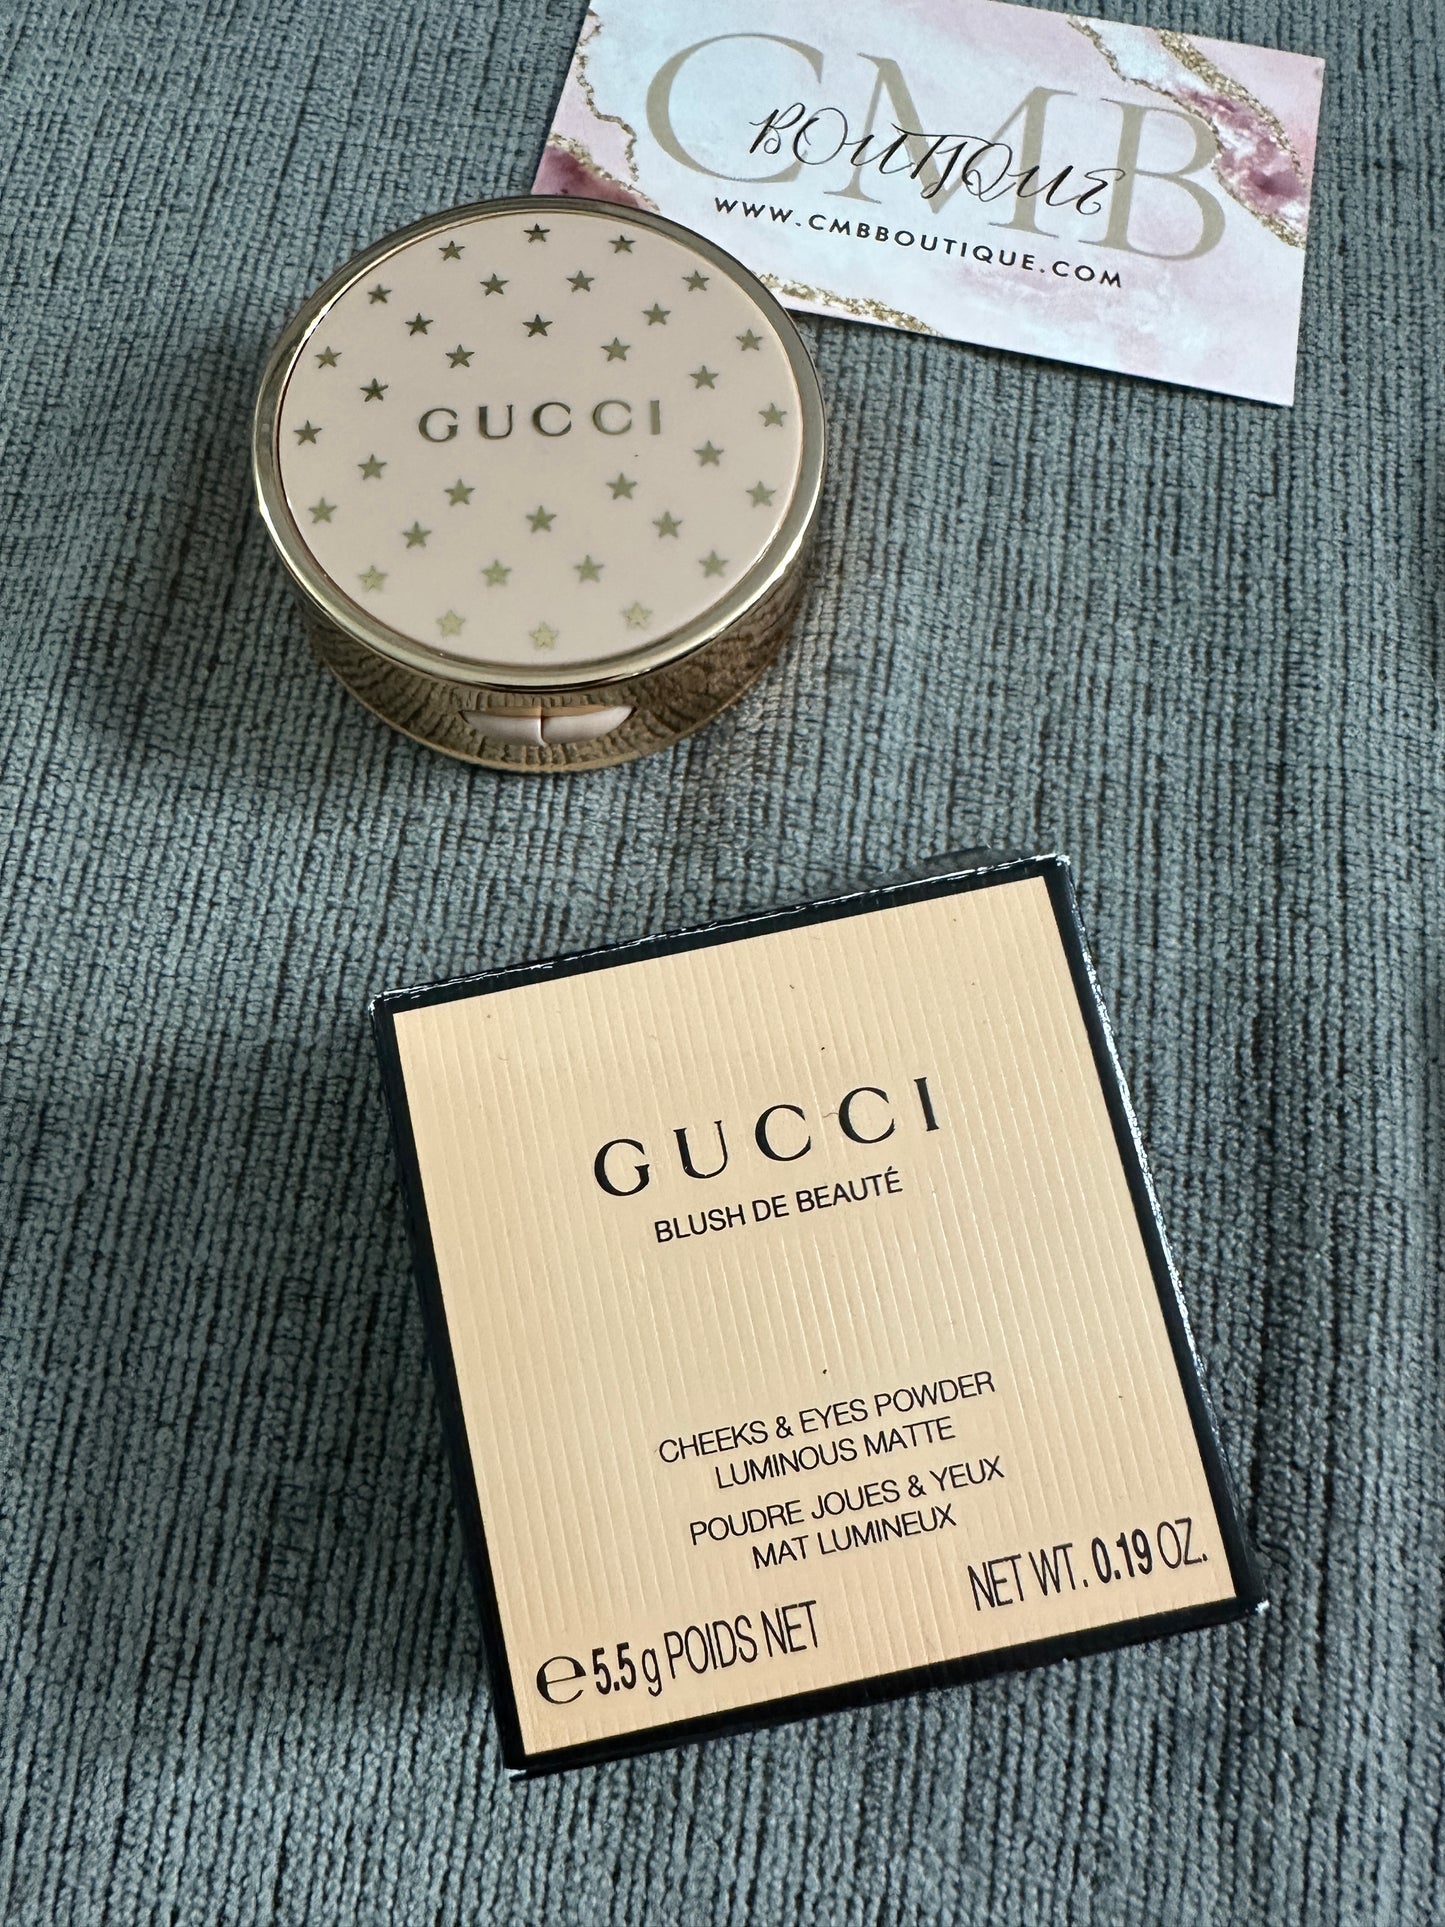 CMB
BOUTIQUE
WWW.CMBBOUTIQUE.COM
GUCCI
GUCCI
BLUSH DE BEAUTÉ
CHEEKS & EYES POWDER
LUMINOUS MATTE
POUDRE JOUES & YEUX
MAT LUMINEUX
℮ 5.5 g POIDS NET NET WT. 0.19 OZ.